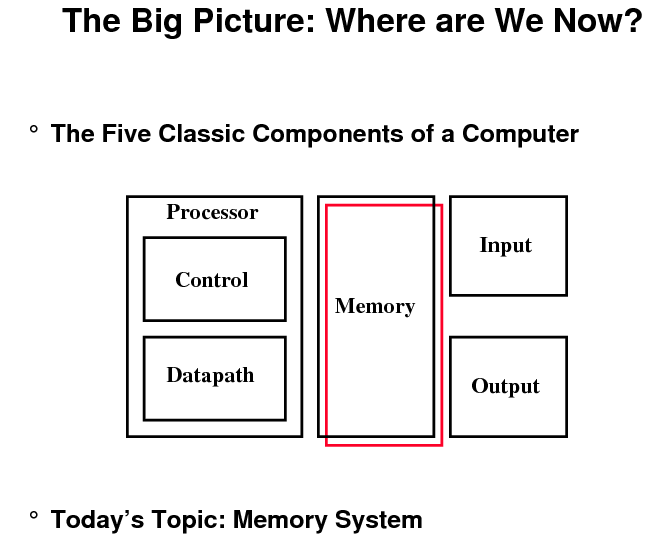 The Big Picture: Where are We Now?
° The Five Classic Components of a Computer
Processor
Control
Datapath
Memory
Input
Output
° Today’s Topic: Memory System